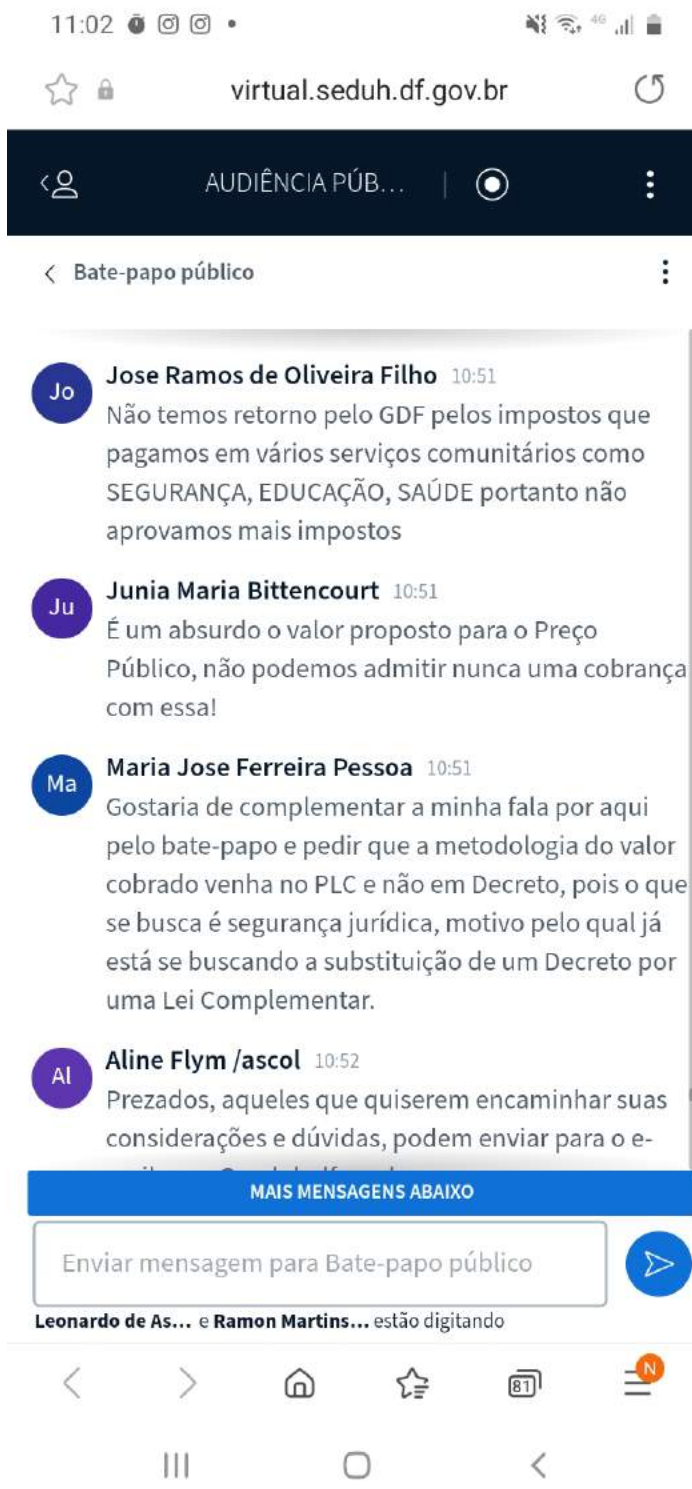 11:02
4G
virtual.seduh.df.gov.br
AUDIÊNCIA PÚB... |
Bate-papo público
Jo
Jose Ramos de Oliveira Filho 10:51
Não temos retorno pelo GDF pelos impostos que
pagamos em vários serviços comunitários como
SEGURANÇA, EDUCAÇÃO, SAÚDE portanto não
aprovamos mais impostos
Ju
Junia Maria Bittencourt 10:51
É um absurdo o valor proposto para o Preço
Público, não podemos admitir nunca uma cobrança
com essa!
Ma
Maria Jose Ferreira Pessoa 10:51
Gostaria de complementar a minha fala por aqui
pelo bate-papo e pedir que a metodologia do valor
cobrado venha no PLC e não em Decreto, pois o que
se busca é segurança jurídica, motivo pelo qual já
está se buscando a substituição de um Decreto por
uma Lei Complementar.
Al
Aline Flym /ascol 10:52
Prezados, aqueles que quiserem encaminhar suas
considerações e dúvidas, podem enviar para o e-
MAIS MENSAGENS ABAIXO
Enviar mensagem para Bate-papo público
Leonardo de As... e Ramon Martins... estão digitando
81
N